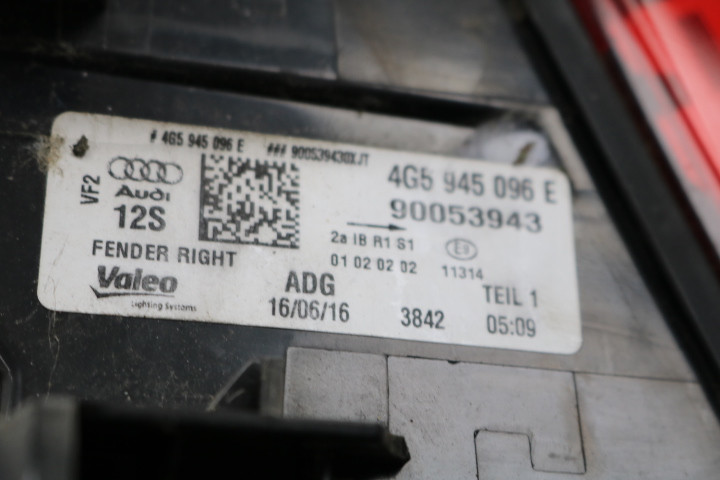 # 4G5 945 096 E ### 90053943OXJT
VF2
Audi
12S
4G5 945 096 E
90053943
2a IB R1 S1
01 02 02 02
11314
FENDER RIGHT
Valeo
Lighting Systems
ADG
16/06/16
3842
TEIL 1
05:09